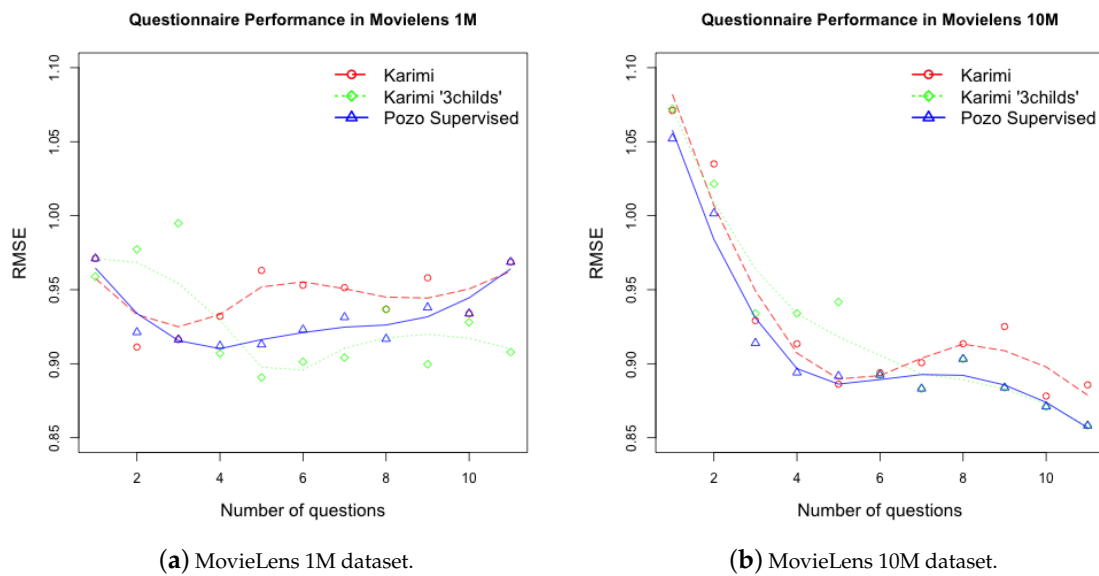 Questionnaire Performance in Movielens 1M
RMSE
1.10
1.05
1.00
0.95
0.90
0.85
Karimi
Karimi '3childs'
Pozo Supervised
2 4 6 8 10
Number of questions
(a) MovieLens 1M dataset.
Questionnaire Performance in Movielens 10M
RMSE
1.10
1.05
1.00
0.95
0.90
0.85
Karimi
Karimi '3childs'
Pozo Supervised
2 4 6 8 10
Number of questions
(b) MovieLens 10M dataset.